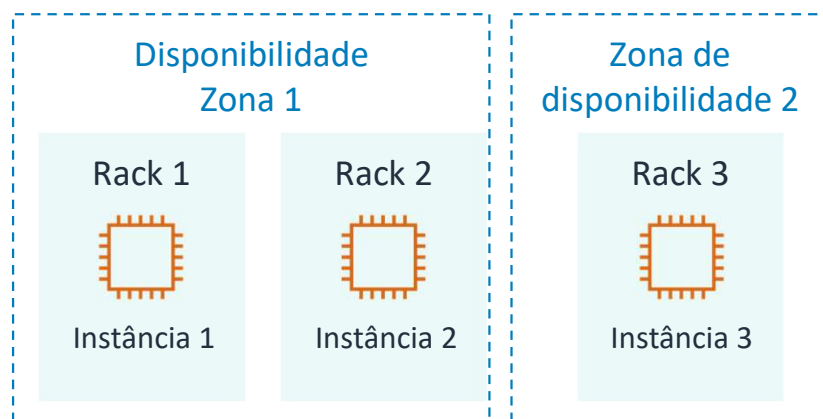 Disponibilidade
Zona 1
Zona de
disponibilidade 2
Rack 1
Rack 2
Rack 3
Instância 1
Instância 2
Instância 3